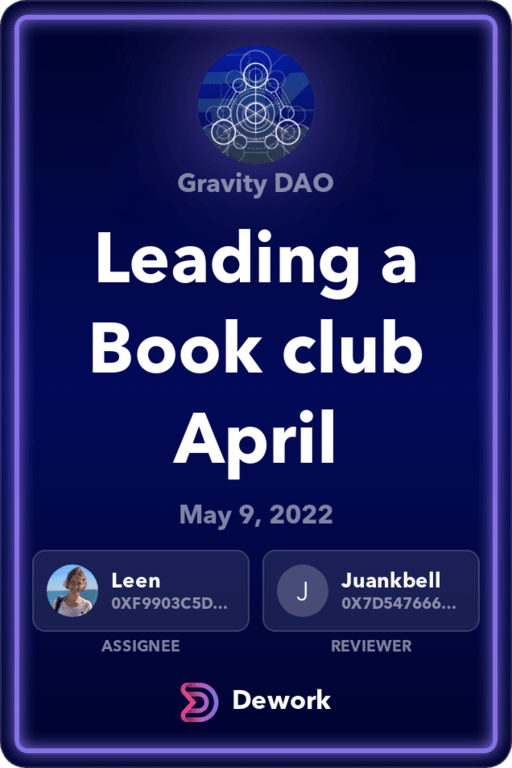 Gravity DAO
Leading a
Book club
April
May 9, 2022
Leen
0XF9903C5D...
ASSIGNEE
J
Juankbell
0X7D547666...
REVIEWER
Dework